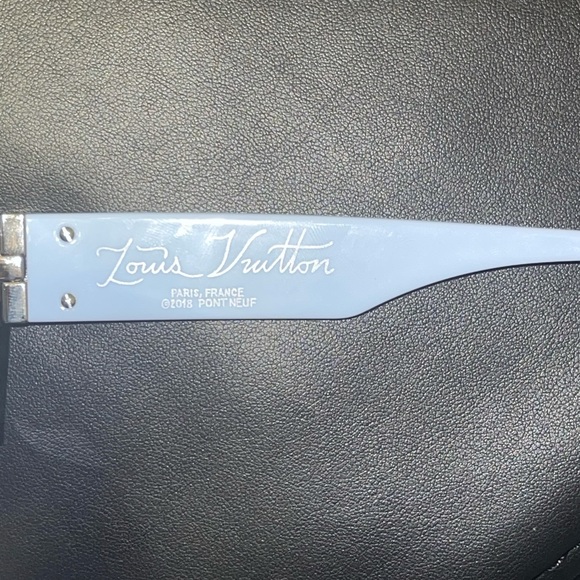 Louis Vuitton
PARIS, FRANCE
©2018 PONT NEUF